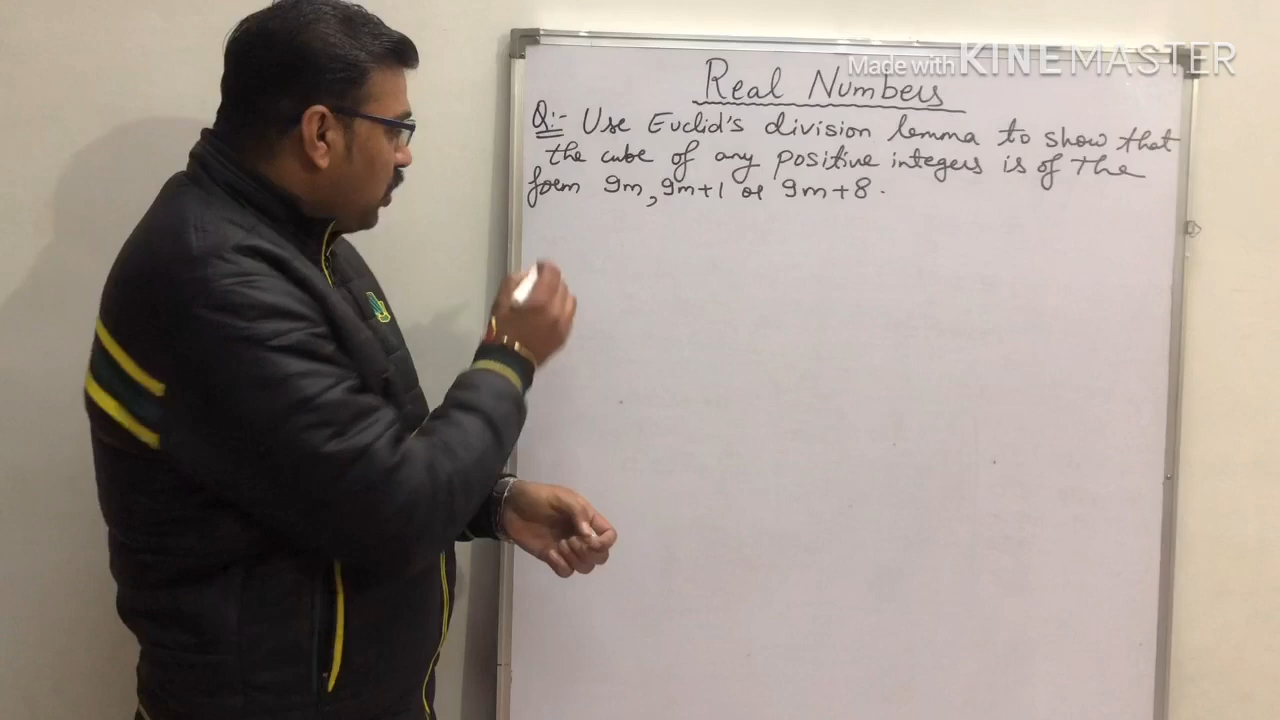 Made with KINEMASTER
Real Numbers
Q:- Use Euclid's division lemma to show that
the cube of any positive integers is of the
form 9m, 9m+1 or 9m+8.